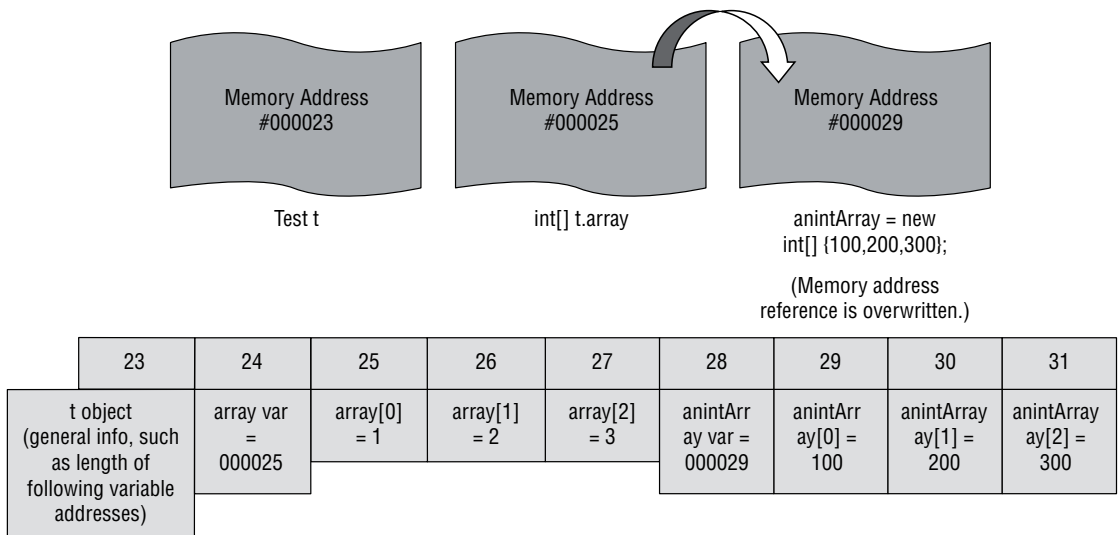 Memory Address
#000023
Memory Address
#000025
Memory Address
#000029
Test t
int[] t.array
anintArray = new
int[] {100,200,300};
(Memory address
reference is overwritten.)
23
24
25
26
27
28
29
30
31
t object
(general info, such
as length of
following variable
addresses)
array var
=
000025
array[0]
= 1
array[1]
= 2
array[2]
= 3
anintArr
ay var =
000029
anintArr
ay[0] =
100
anintArray
ay[1] =
200
anintArray
ay[2] =
300